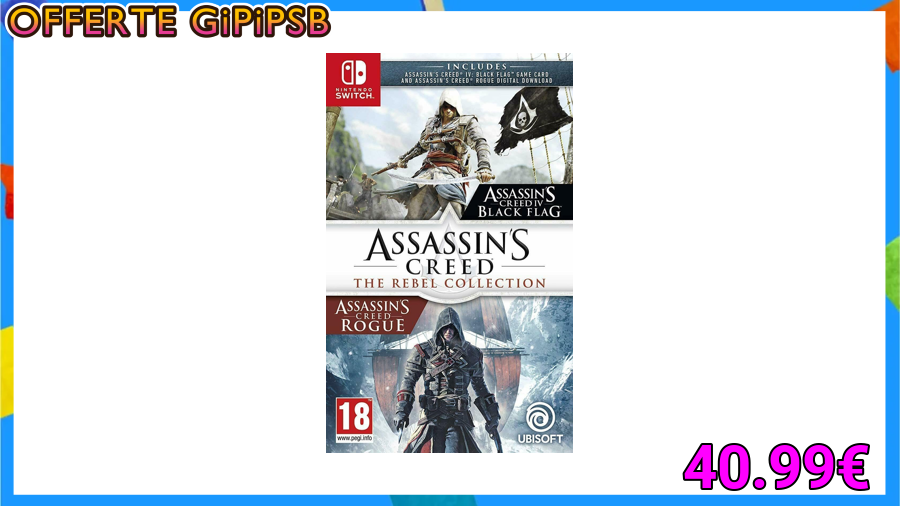 OFFERTE GiPiPSB
NINTENDO
SWITCH.
INCLUDES
ASSASSIN'S CREED® IV: BLACK FLAG™ GAME CARD
AND ASSASSIN'S CREED® ROGUE DIGITAL DOWNLOAD
ASSASSIN'S
CREED IV
BLACK FLAG
ASSASSIN'S
CREED
THE REBEL COLLECTION
ASSASSIN'S
CREED
ROGUE
18
www.pegi.info
UBISOFT
40.99€